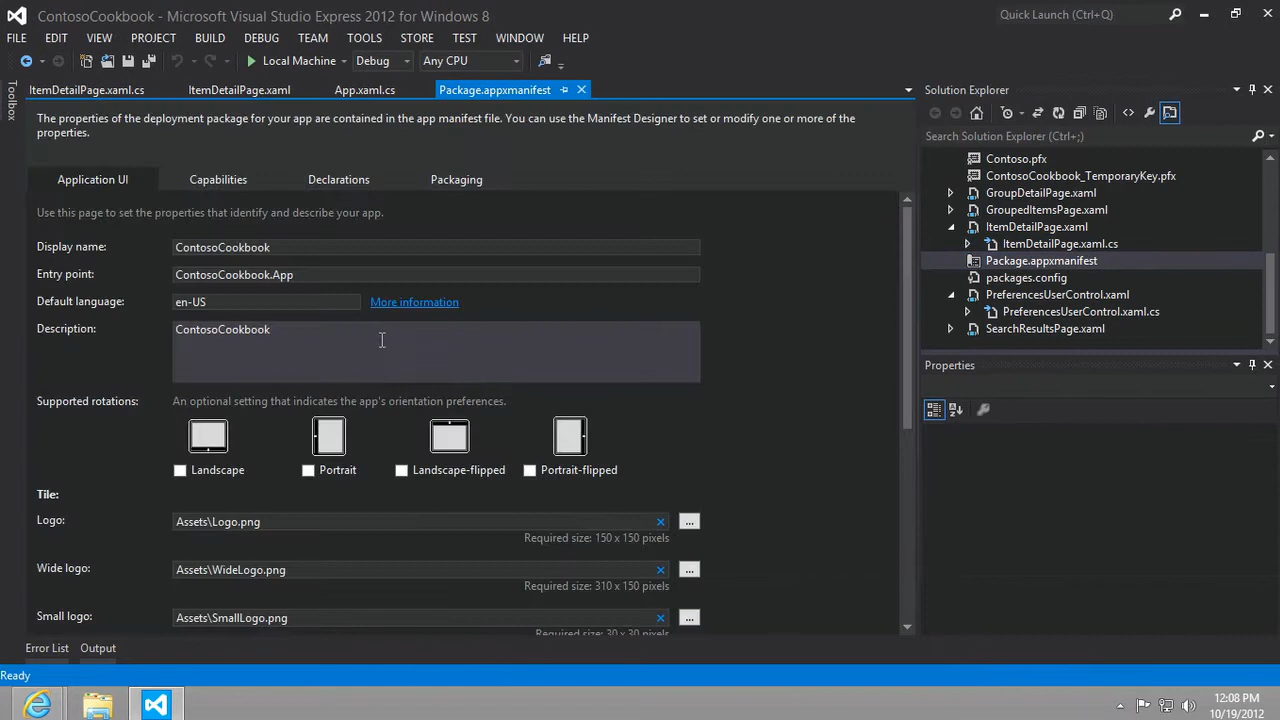 ContosoCookbook - Microsoft Visual Studio Express 2012 for Windows 8
Quick Launch (Ctrl+Q)
FILE EDIT VIEW PROJECT BUILD DEBUG TEAM TOOLS STORE TEST WINDOW HELP
Local Machine Debug Any CPU
Toolbox
ItemDetailPage.xaml.cs ItemDetailPage.xaml App.xaml.cs Package.appxmanifest
The properties of the deployment package for your app are contained in the app manifest file. You can use the Manifest Designer to set or modify one or more of the
properties.
Application UI Capabilities Declarations Packaging
Use this page to set the properties that identify and describe your app.
Display name: ContosoCookbook
Entry point: ContosoCookbook.App
Default language: en-US More information
Description: ContosoCookbook
Supported rotations: An optional setting that indicates the app's orientation preferences.
Landscape Portrait Landscape-flipped Portrait-flipped
Tile:
Logo: Assets\Logo.png ...
Required size: 150 x 150 pixels
Wide logo: Assets\WideLogo.png ...
Required size: 310 x 150 pixels
Small logo: Assets\SmallLogo.png ...
Required size: 30 x 30 pixels
Solution Explorer
Search Solution Explorer (Ctrl+;)
Contoso.pfx
ContosoCookbook_TemporaryKey.pfx
GroupDetailPage.xaml
GroupedItemsPage.xaml
ItemDetailPage.xaml
ItemDetailPage.xaml.cs
Package.appxmanifest
packages.config
PreferencesUserControl.xaml
PreferencesUserControl.xaml.cs
SearchResultsPage.xaml
Properties
Error List Output
Ready
12:08 PM
10/19/2012